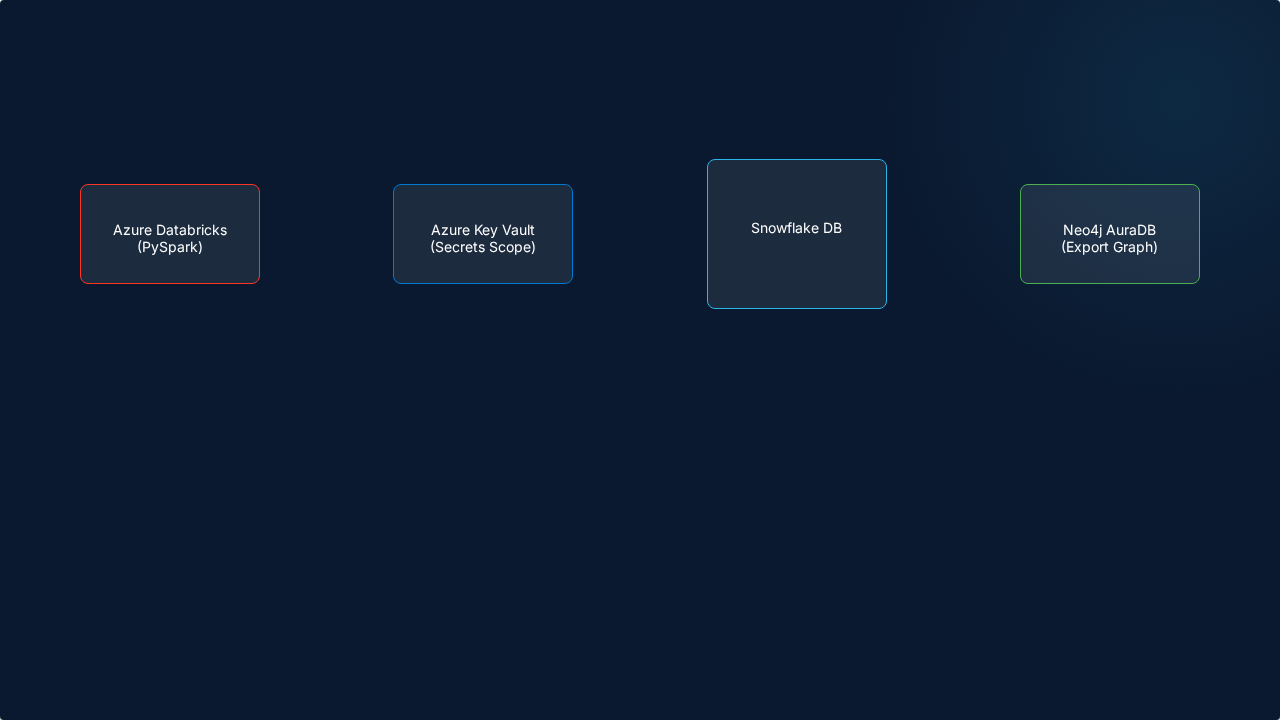 Azure Databricks
(PySpark)
Azure Key Vault
(Secrets Scope)
Snowflake DB
Neo4j AuraDB
(Export Graph)